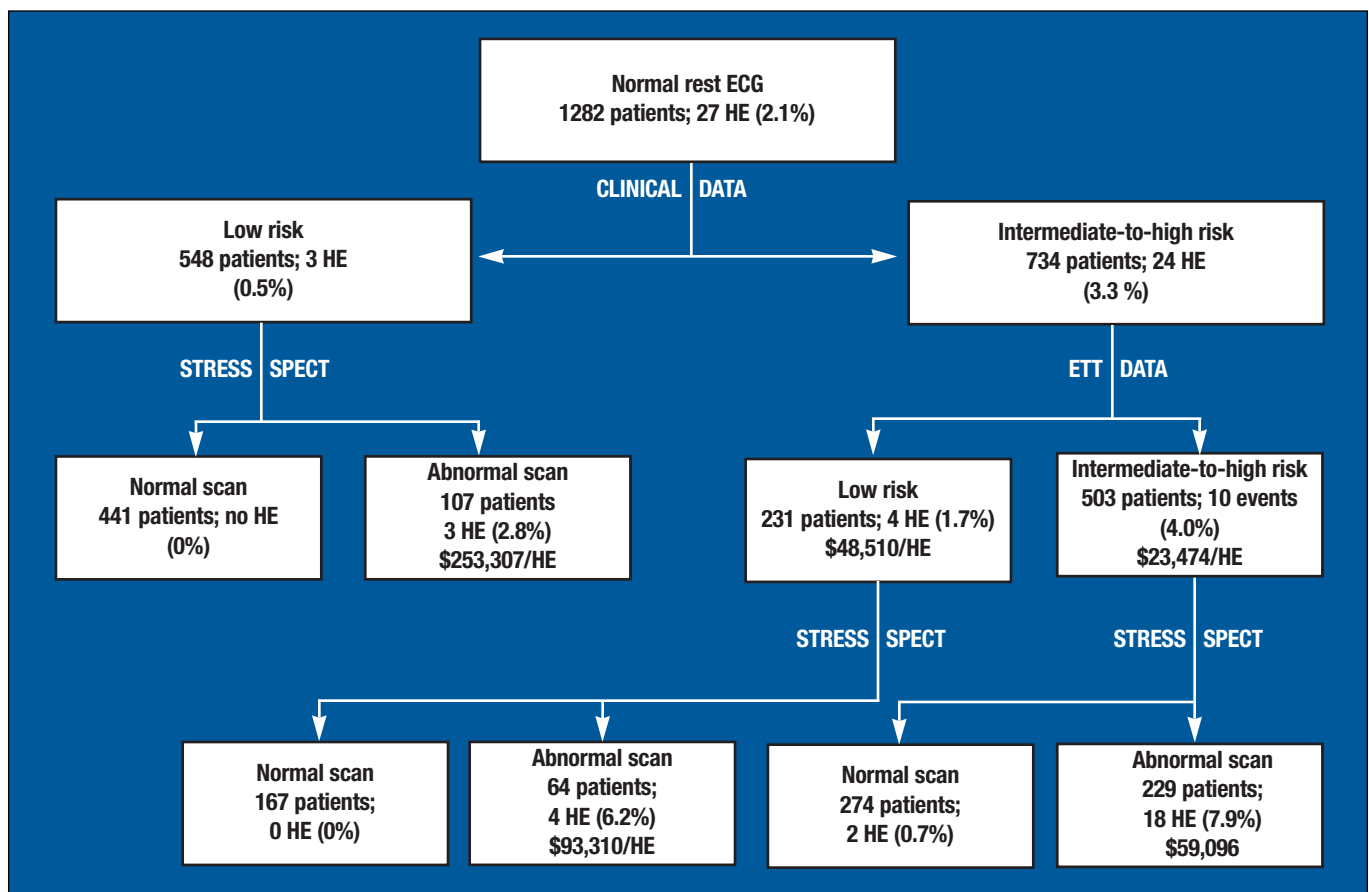 Normal rest ECG
1282 patients; 27 HE (2.1%)
CLINICAL DATA
Low risk
548 patients; 3 HE
(0.5%)
Intermediate-to-high risk
734 patients; 24 HE
(3.3 %)
STRESS SPECT
ETT DATA
Normal scan
441 patients; no HE
(0%)
Abnormal scan
107 patients
3 HE (2.8%)
$253,307/HE
Low risk
231 patients; 4 HE (1.7%)
$48,510/HE
Intermediate-to-high risk
503 patients; 10 events
(4.0%)
$23,474/HE
STRESS SPECT
STRESS SPECT
Normal scan
167 patients;
0 HE (0%)
Abnormal scan
64 patients;
4 HE (6.2%)
$93,310/HE
Normal scan
274 patients;
2 HE (0.7%)
Abnormal scan
229 patients;
18 HE (7.9%)
$59,096